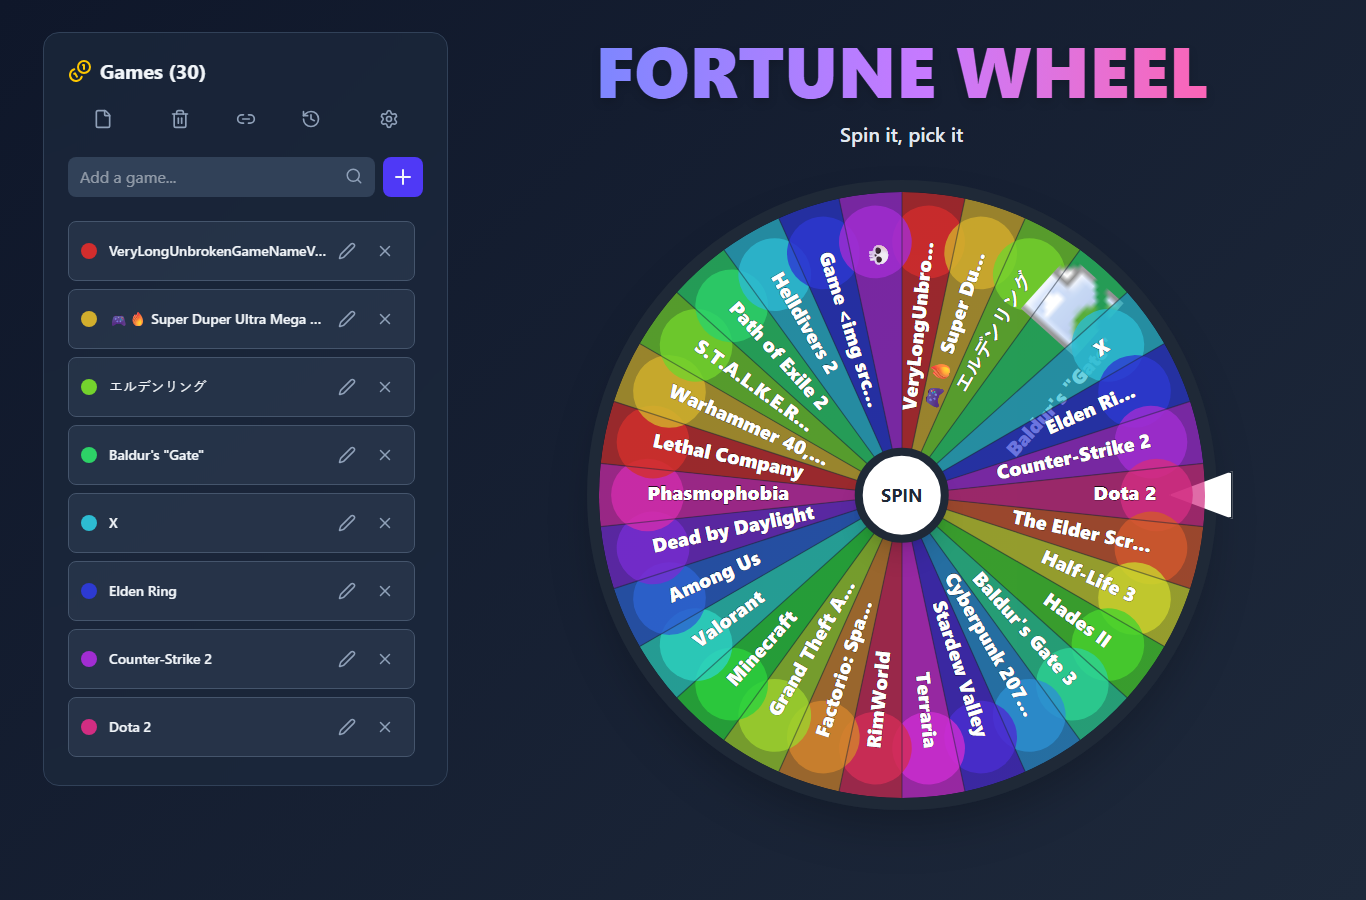 Games (30)
Add a game...
VeryLongUnbrokenGameNameV...
🎮🔥 Super Duper Ultra Mega ...
エルデンリング
Baldur's "Gate"
X
Elden Ring
Counter-Strike 2
Dota 2
FORTUNE WHEEL
Spin it, pick it
VeryLongUnbro...
🎮🔥 Super Du...
エルデンリング
Baldur's "Gate
X
Elden Ri...
Counter-Strike 2
Dota 2
The Elder Scr...
Half-Life 3
Hades II
Baldur's Gate 3
Cyberpunk 207...
Stardew Valley
Terraria
RimWorld
Factorio: Spa...
Grand Theft A...
Minecraft
Valorant
Among Us
Dead by Daylight
Phasmophobia
Lethal Company
Warhammer 40,...
S.T.A.L.K.E.R...
Path of Exile 2
Helldivers 2
Game <img src...
💀
SPIN